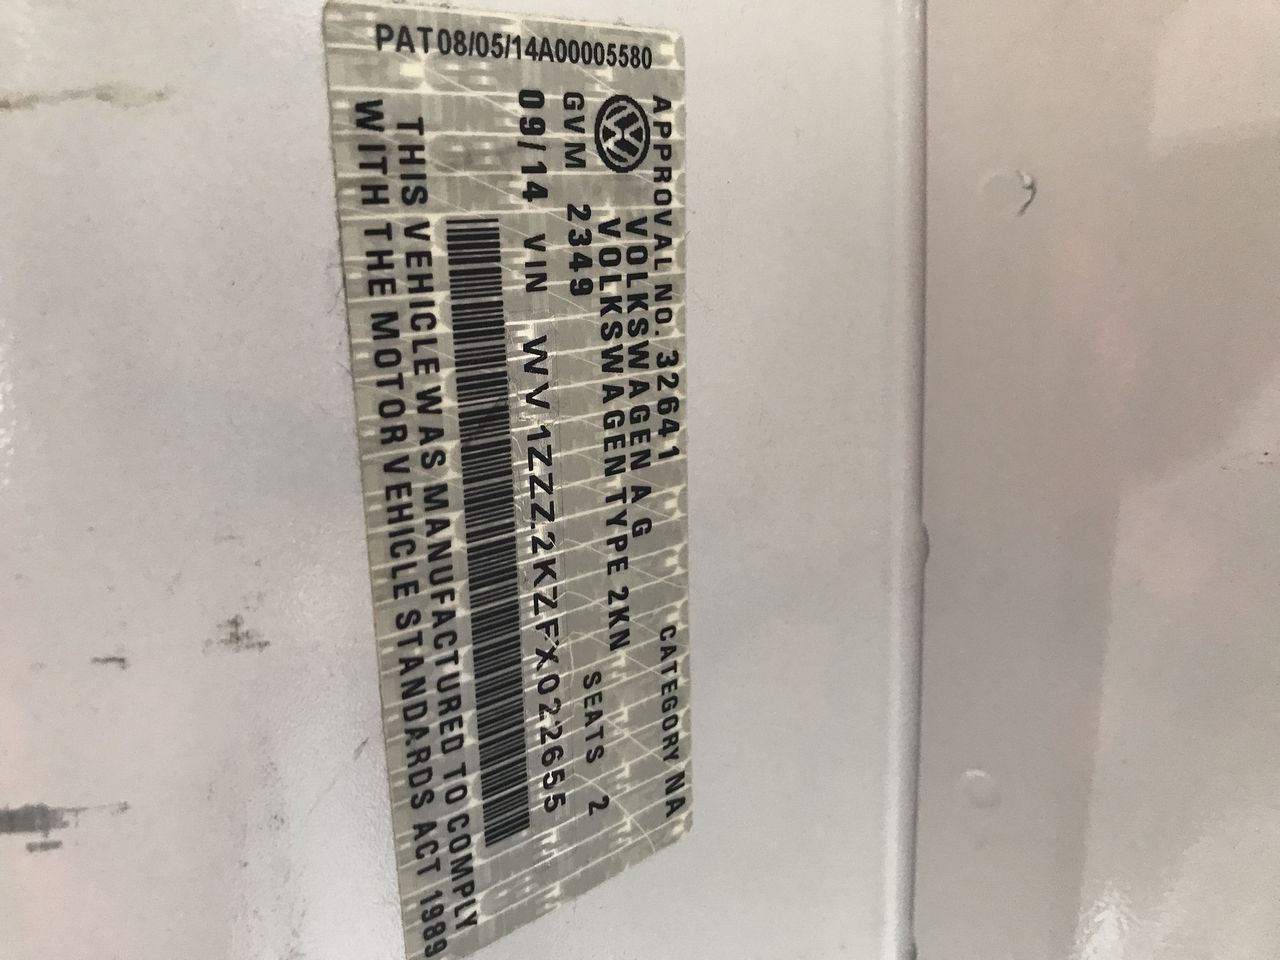 PAT08/05/14A00005580
APPROVAL NO. 32641 CATEGORY NA
VOLKSWAGEN AG
VOLKSWAGEN TYPE 2KN
GVM 2349 SEATS 2
09/14 VIN WV1ZZZ2KZFX022655
THIS VEHICLE WAS MANUFACTURED TO COMPLY
WITH THE MOTOR VEHICLE STANDARDS ACT 1989